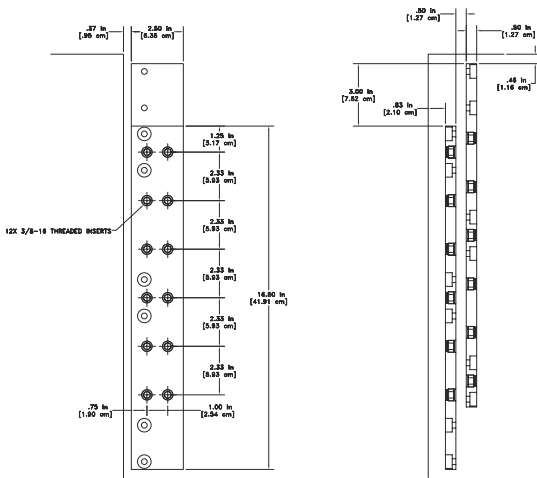 .37 in
[.95 cm]
2.50 in
[6.35 cm]
.50 in
[1.27 cm]
.50 in
[1.27 cm]
.46 in
[1.16 cm]
3.00 in
[7.62 cm]
.83 in
[2.10 cm]
1.25 in
[3.17 cm]
2.33 in
[5.93 cm]
12X 3/8-16 THREADED INSERTS
2.33 in
[5.93 cm]
2.33 in
[5.93 cm]
16.50 in
[41.91 cm]
2.33 in
[5.93 cm]
2.33 in
[5.93 cm]
.75 in
[1.90 cm]
1.00 in
[2.54 cm]